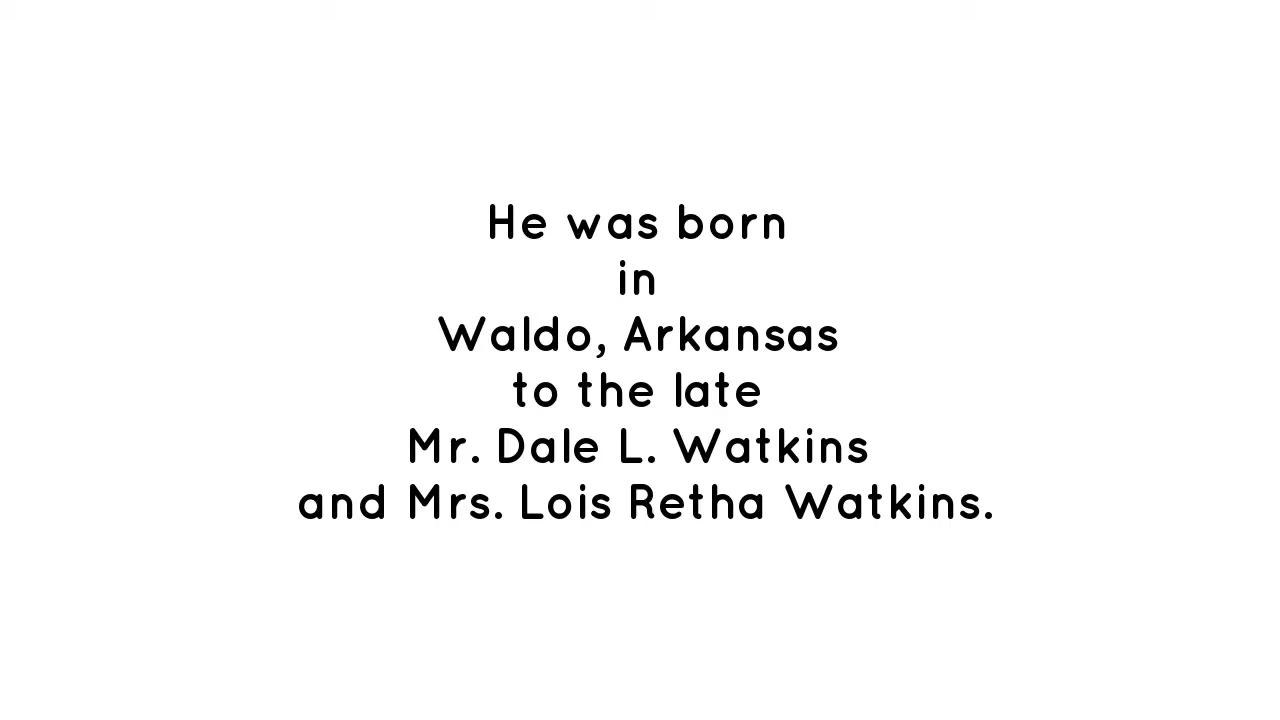 He was born
in
Waldo, Arkansas
to the late
Mr. Dale L. Watkins
and Mrs. Lois Retha Watkins.